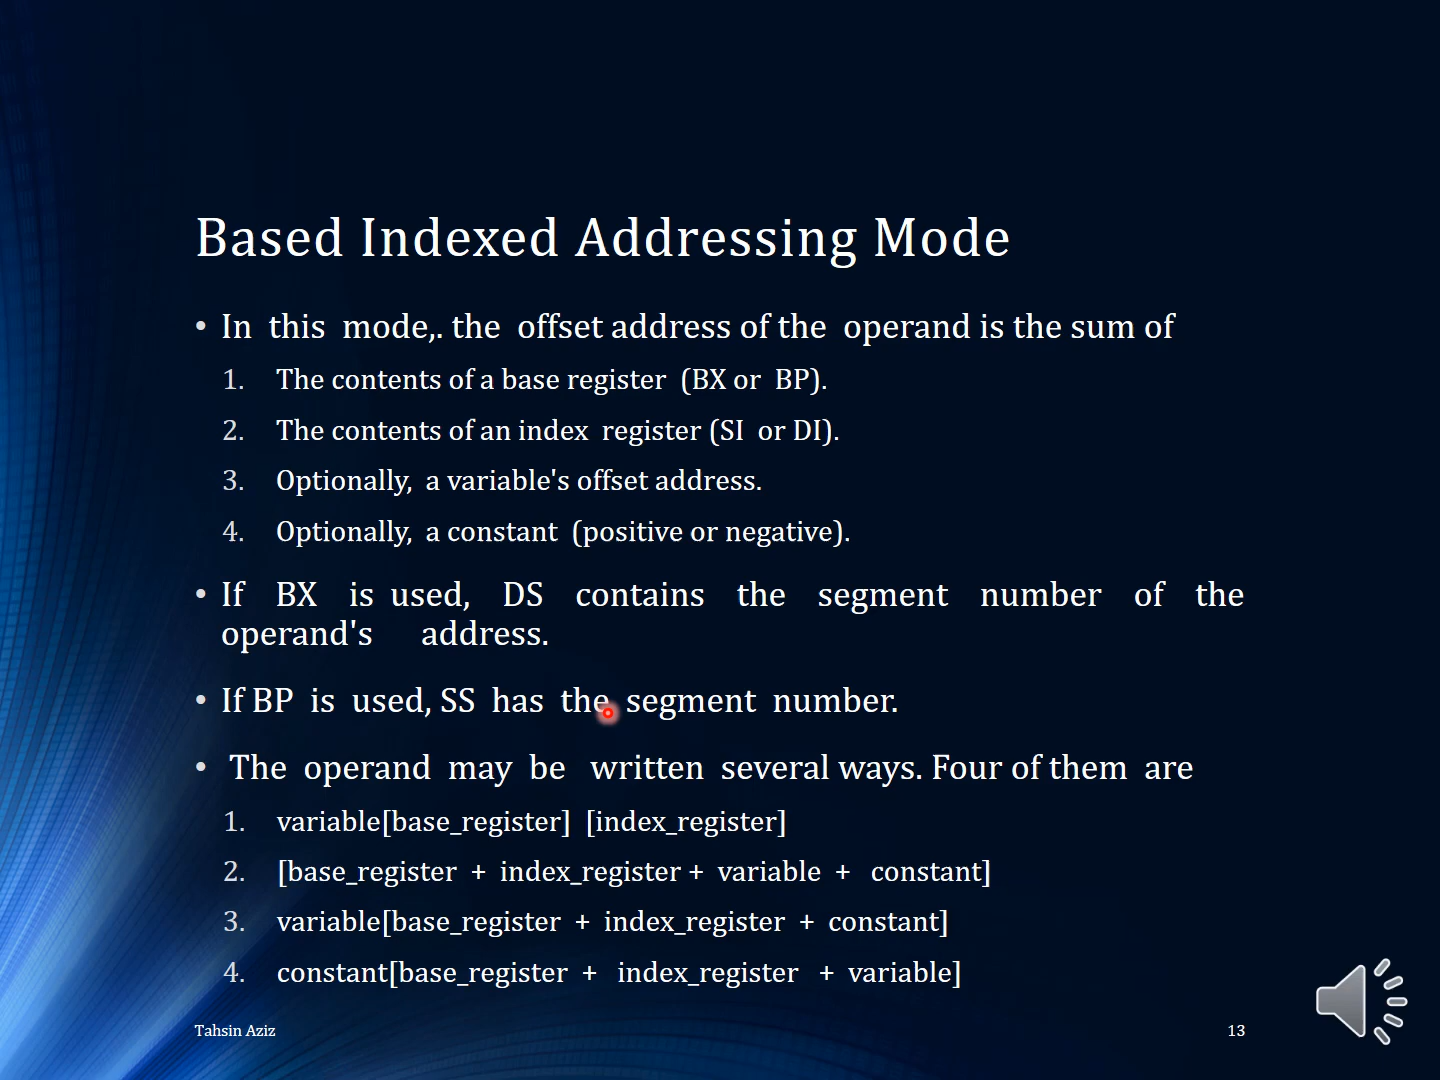 Based Indexed Addressing Mode
• In this mode,. the offset address of the operand is the sum of
1. The contents of a base register (BX or BP).
2. The contents of an index register (SI or DI).
3. Optionally, a variable's offset address.
4. Optionally, a constant (positive or negative).
• If BX is used, DS contains the segment number of the
operand's address.
• If BP is used, SS has the segment number.
• The operand may be written several ways. Four of them are
1. variable[base_register] [index_register]
2. [base_register + index_register + variable + constant]
3. variable[base_register + index_register + constant]
4. constant[base_register + index_register + variable]
Tahsin Aziz
13